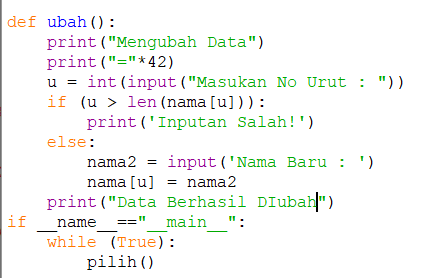 def ubah():
    print("Mengubah Data")
    print("="*42)
    u = int(input("Masukan No Urut : "))
    if (u > len(nama[u])):
        print('Inputan Salah!')
    else:
        nama2 = input('Nama Baru : ')
        nama[u] = nama2
    print("Data Berhasil DIubah")
if __name__=="__main__":
    while (True):
        pilih()